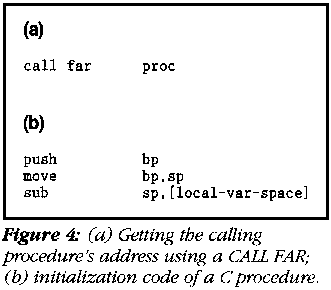 (a)
call far proc
(b)
push bp
move bp,sp
sub sp,[local-var-space]
Figure 4: (a) Getting the calling
procedure's address using a CALL FAR;
(b) initialization code of a C procedure.